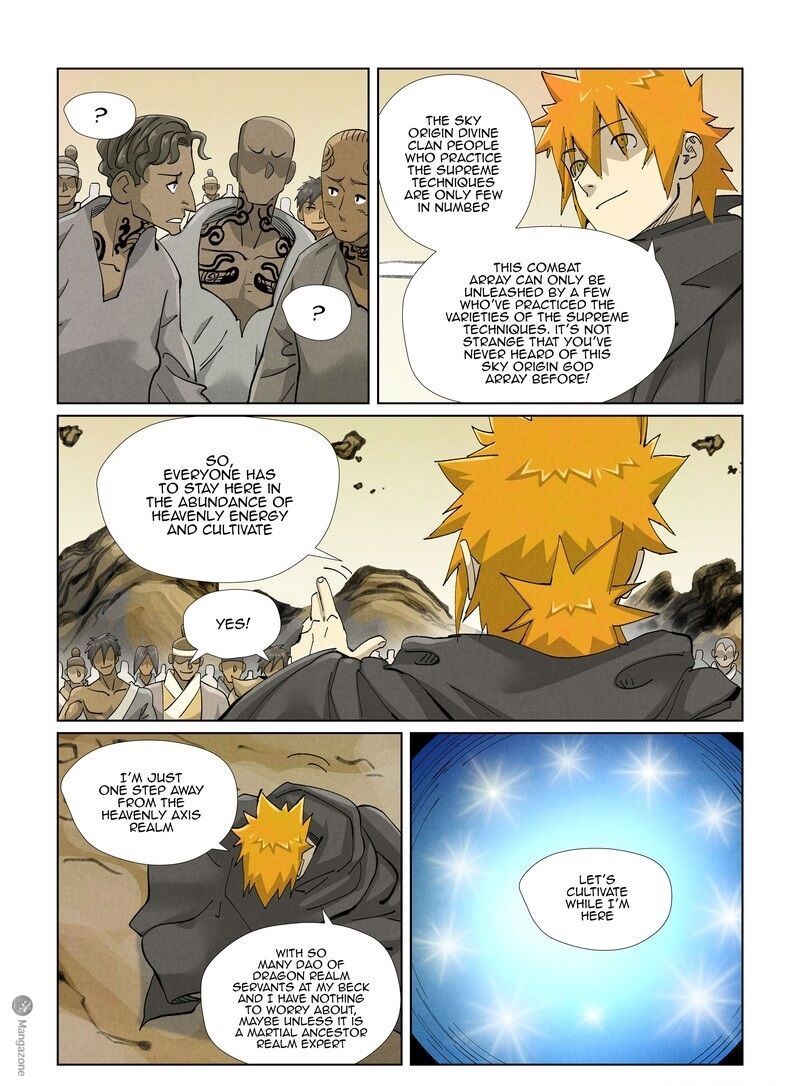 ?
?
THE SKY
ORIGIN DIVINE
CLAN PEOPLE
WHO PRACTICE
THE SUPREME
TECHNIQUES
ARE ONLY FEW
IN NUMBER
THIS COMBAT
ARRAY CAN ONLY BE
UNLEASHED BY A FEW
WHO'VE PRACTICED THE
VARIETIES OF THE SUPREME
TECHNIQUES. IT'S NOT
STRANGE THAT YOU'VE
NEVER HEARD OF THIS
SKY ORIGIN GOD
ARRAY BEFORE!
SO,
EVERYONE HAS
TO STAY HERE IN
THE ABUNDANCE OF
HEAVENLY ENERGY
AND CULTIVATE
YES!
I'M JUST
ONE STEP AWAY
FROM THE
HEAVENLY AXIS
REALM
WITH SO
MANY DAO OF
DRAGON REALM
SERVANTS AT MY BECK
AND I HAVE NOTHING
TO WORRY ABOUT,
MAYBE UNLESS IT IS
A MARTIAL ANCESTOR
REALM EXPERT
LET'S
CULTIVATE
WHILE I'M
HERE
Mangazone